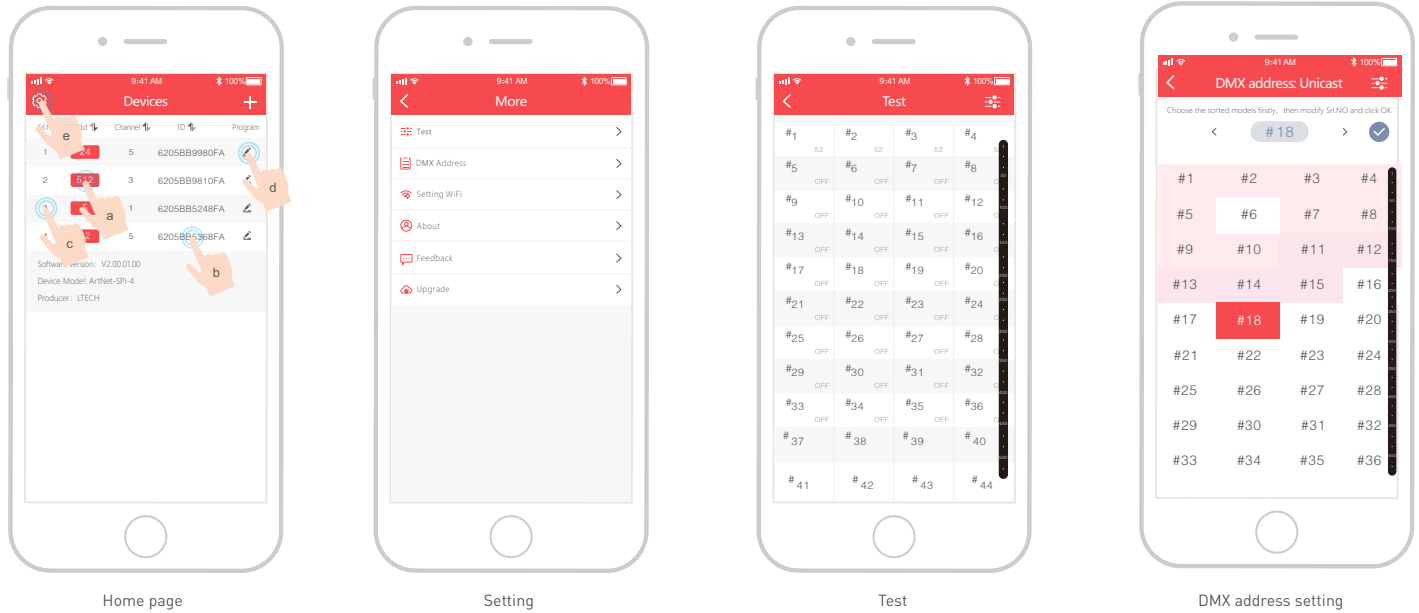 9:41 AM
100%
Devices
Channel
ID
Program
1
24
5
6205BB9980FA
2
512
3
6205BB9810FA
1
6205BB5248FA
5
6205BB5368FA
V2.00.01.00
Device Model: ArtNet-SPI-4
Producer: LTECH
e
d
a
c
b
Home page
9:41 AM
100%
More
Test
DMX Address
Setting WiFi
About
Feedback
Upgrade
Setting
9:41 AM
100%
Test
#1 #2 #3 #4
52 52 52
#5 #6 #7 #8
OFF OFF OFF
#9 #10 #11 #12
OFF OFF OFF
#13 #14 #15 #16
OFF OFF OFF
#17 #18 #19 #20
OFF OFF OFF
#21 #22 #23 #24
OFF OFF OFF
#25 #26 #27 #28
OFF OFF OFF
#29 #30 #31 #32
OFF OFF OFF
#33 #34 #35 #36
OFF OFF OFF
#37 #38 #39 #40
#41 #42 #43 #44
Test
9:41 AM
100%
DMX address: Unicast
Choose the sorted models firstly, then modify Srl.NO and click OK
#18
#1 #2 #3 #4
#5 #6 #7 #8
#9 #10 #11 #12
#13 #14 #15 #16
#17 #18 #19 #20
#21 #22 #23 #24
#25 #26 #27 #28
#29 #30 #31 #32
#33 #34 #35 #36
DMX address setting